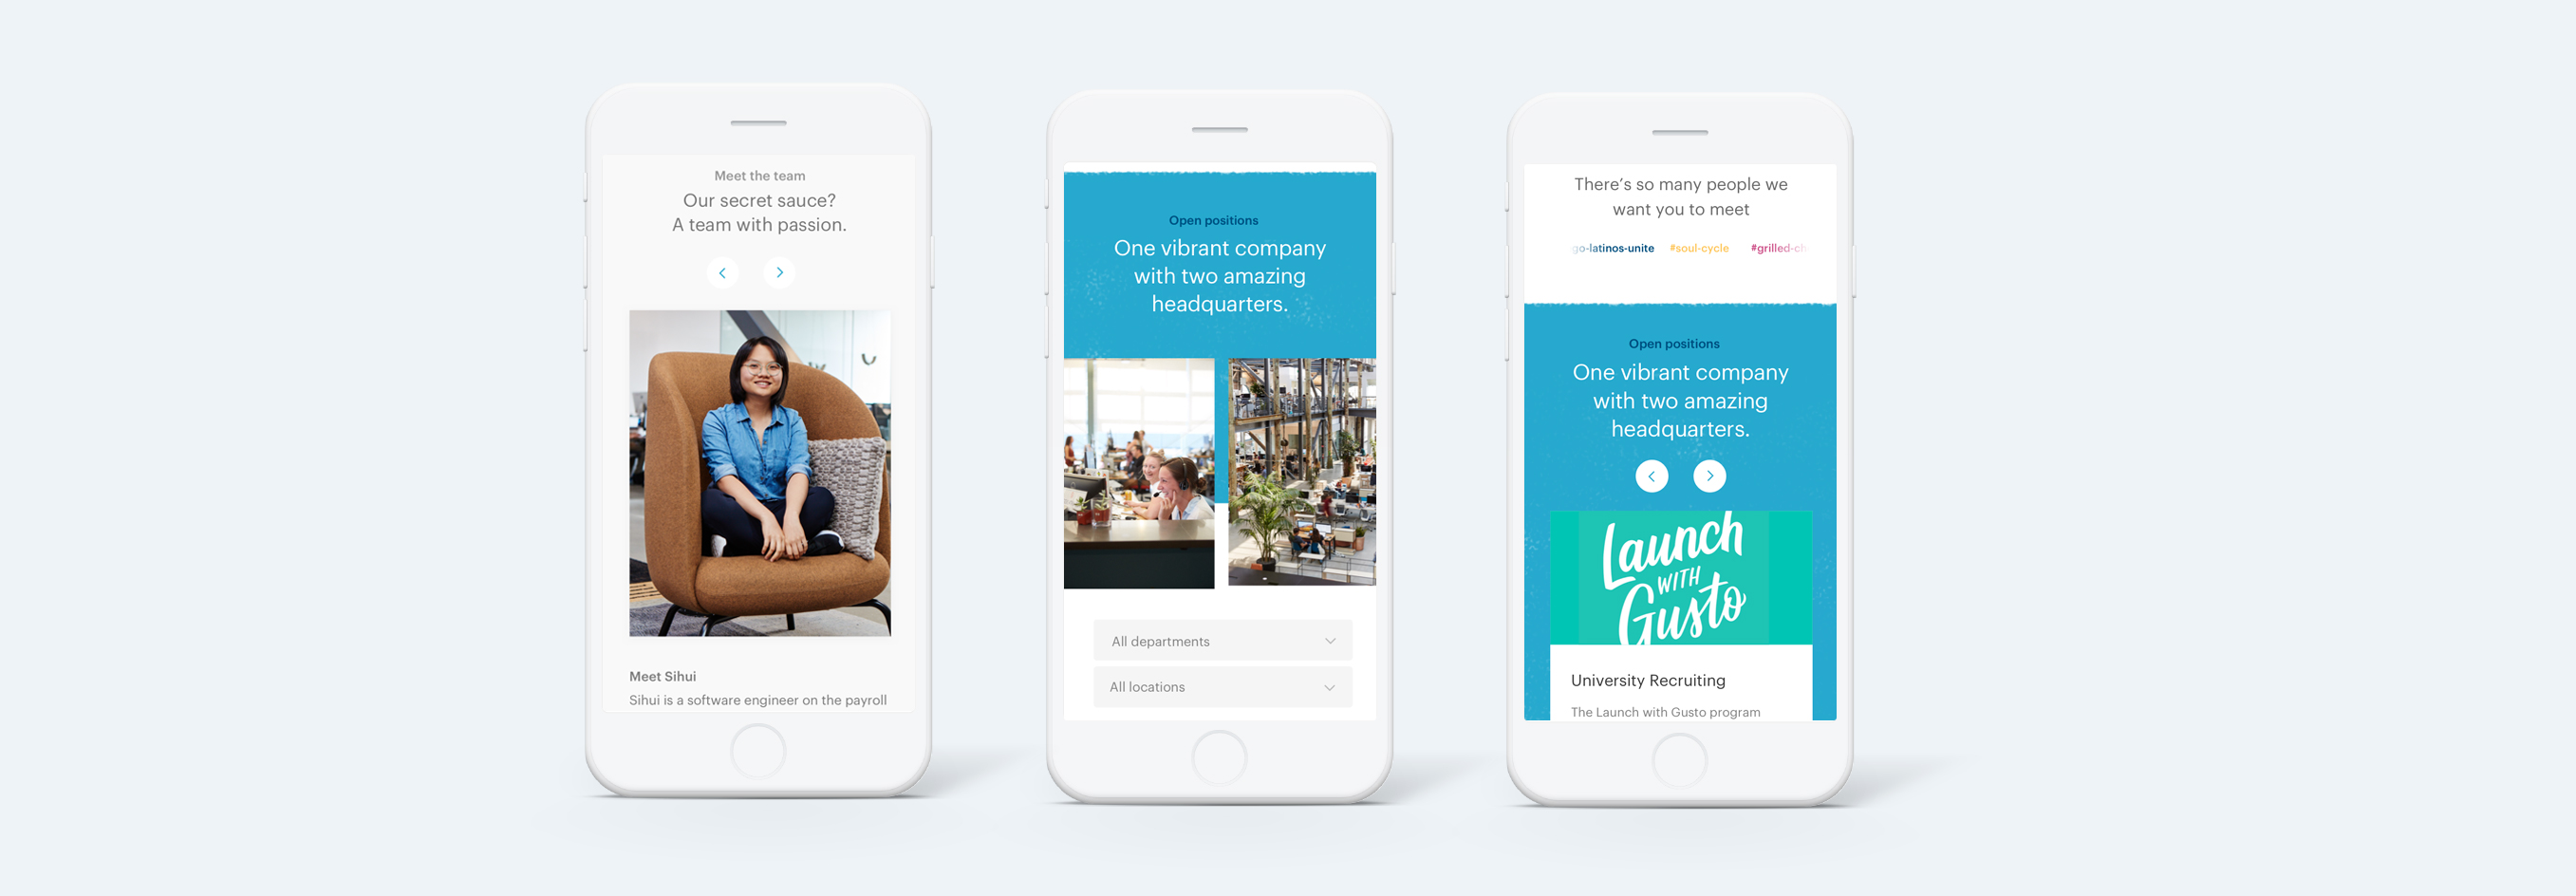 Meet the team
Our secret sauce?
A team with passion.
Meet Sihui
Sihui is a software engineer on the payroll
Open positions
One vibrant company
with two amazing
headquarters.
All departments
All locations
There's so many people we
want you to meet
go-latinos-unite #soul-cycle #grilled-ch
Open positions
One vibrant company
with two amazing
headquarters.
Launch
WITH
Gusto
University Recruiting
The Launch with Gusto program